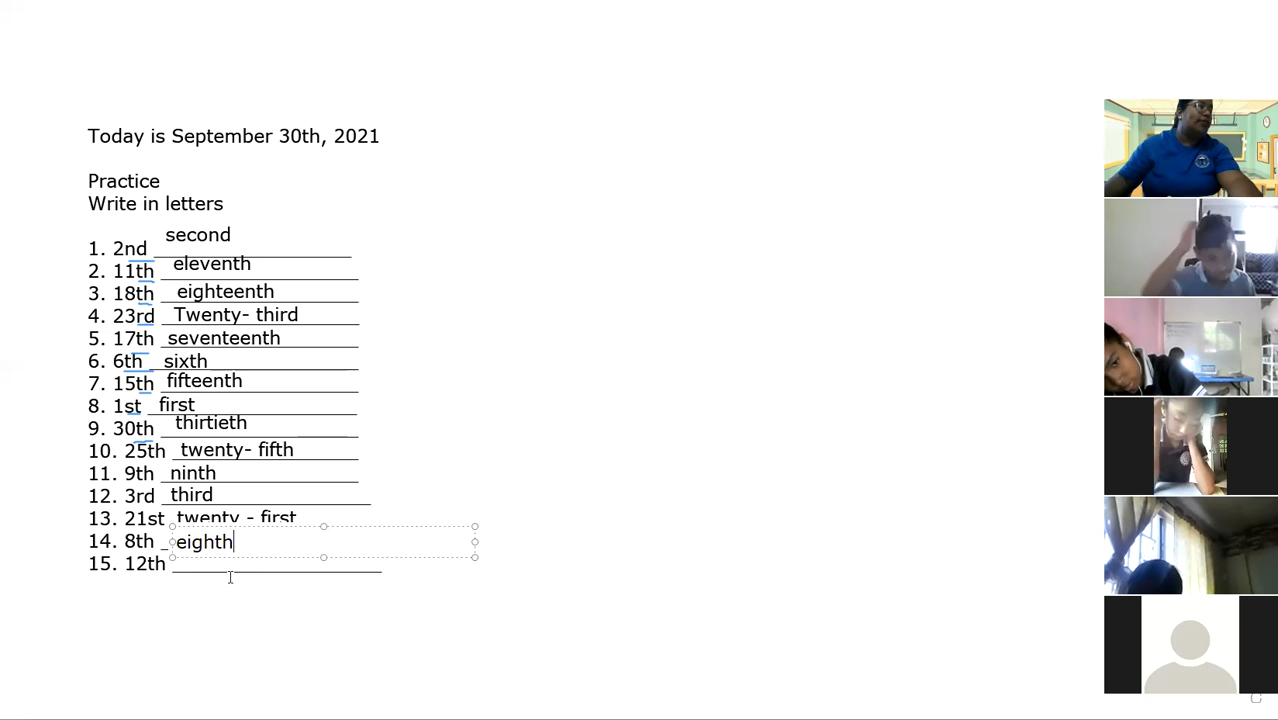 Today is September 30th, 2021
Practice
Write in letters
1. 2nd second
2. 11th eleventh
3. 18th eighteenth
4. 23rd Twenty- third
5. 17th seventeenth
6. 6th sixth
7. 15th fifteenth
8. 1st first
9. 30th thirtieth
10. 25th twenty- fifth
11. 9th ninth
12. 3rd third
13. 21st twenty - first
14. 8th eighth
15. 12th